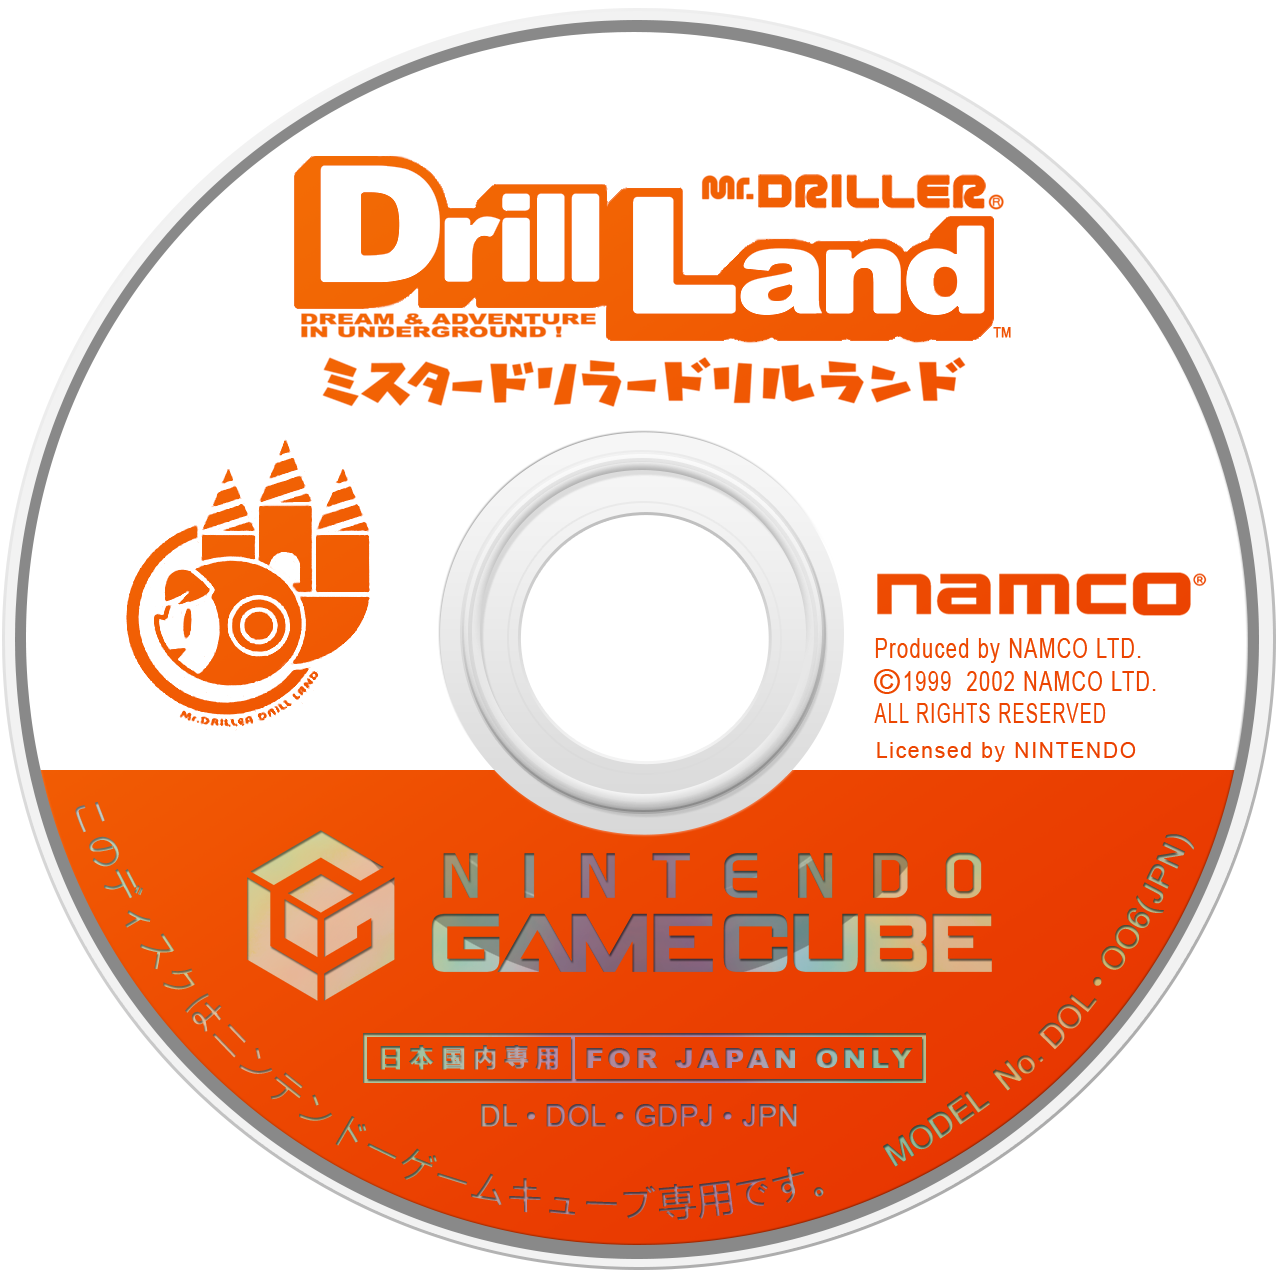 Mr. DRILLER®
Drill Land™
DREAM & ADVENTURE
IN UNDERGROUND !
ミスタードリラードリルランド
Mr. DRILLER DRILL LAND
namco®
Produced by NAMCO LTD.
©1999 2002 NAMCO LTD.
ALL RIGHTS RESERVED
Licensed by NINTENDO
NINTENDO
GAMECUBE
日本国内専用 FOR JAPAN ONLY
DL・DOL・GDPJ・JPN
このディスクはニンテンドーゲームキューブ専用です。
MODEL No. DOL・006(JPN)